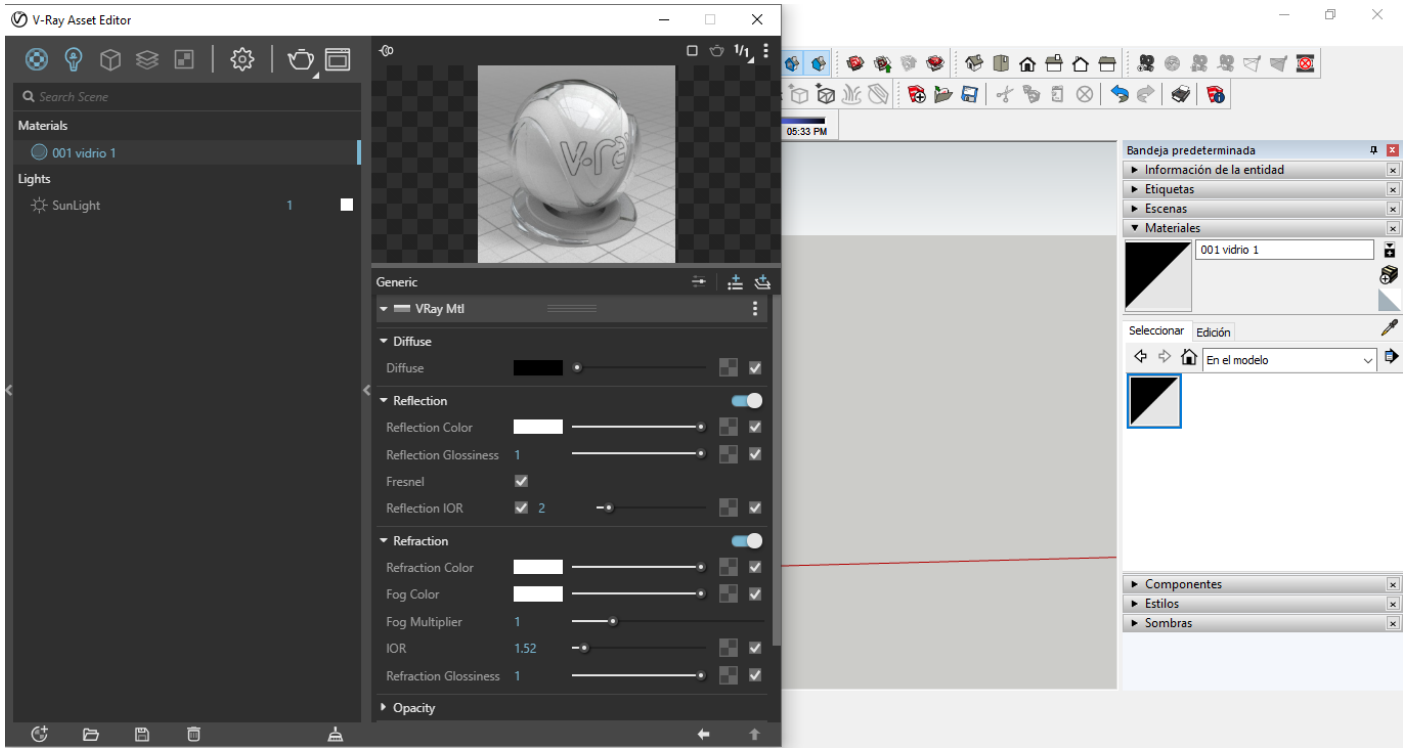 V-Ray Asset Editor
Search Scene
Materials
001 vidrio 1
Lights
SunLight 1
1/1
v-ray
Generic
VRay Mtl
Diffuse
Diffuse
Reflection
Reflection Color
Reflection Glossiness 1
Fresnel
Reflection IOR 2
Refraction
Refraction Color
Fog Color
Fog Multiplier 1
IOR 1.52
Refraction Glossiness 1
Opacity
05:33 PM
Bandeja predeterminada
Información de la entidad
Etiquetas
Escenas
Materiales
001 vidrio 1
Seleccionar Edición
En el modelo
Componentes
Estilos
Sombras